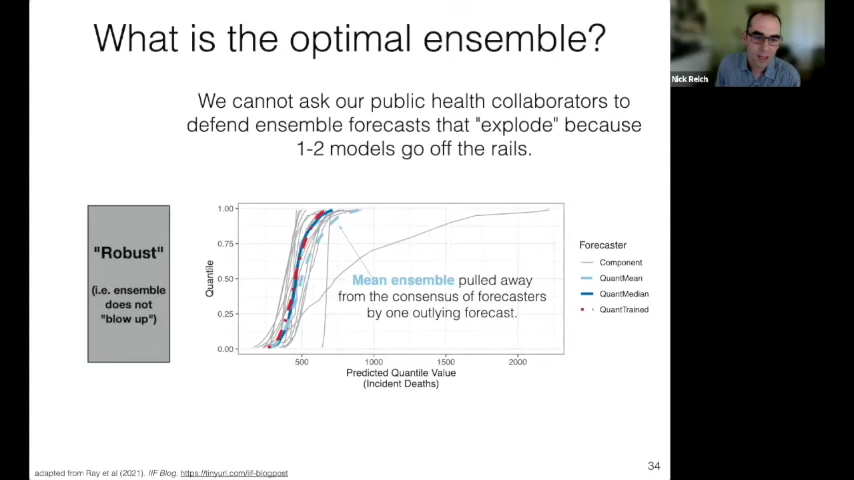 What is the optimal ensemble?
Nick Reich
We cannot ask our public health collaborators to
defend ensemble forecasts that "explode" because
1-2 models go off the rails.
"Robust"
(i.e. ensemble
does not
"blow up")
1.00
0.75
0.50
0.25
0.00
Quantile
Mean ensemble pulled away
from the consensus of forecasters
by one outlying forecast.
500
1000
1500
2000
Predicted Quantile Value
(Incident Deaths)
Forecaster
Component
QuantMean
QuantMedian
QuantTrained
34
adapted from Ray et al (2021). IIF Blog. https://tinyurl.com/iif-blogpost